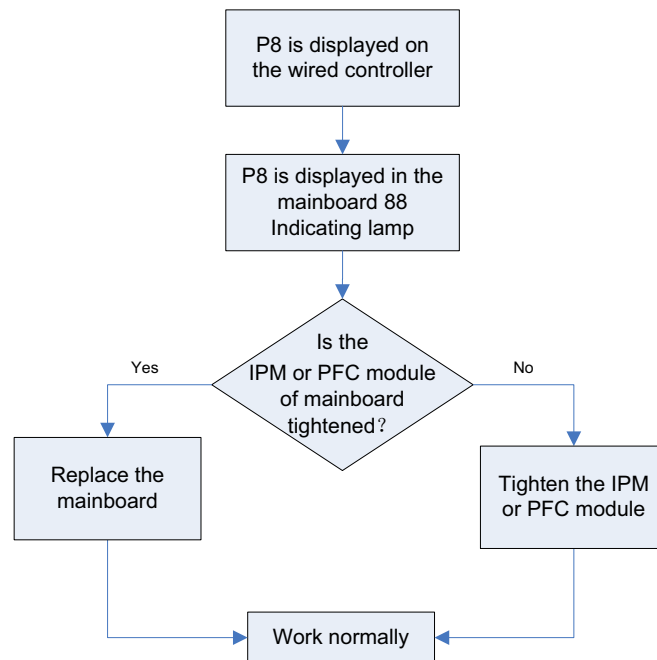 P8 is displayed on
the wired controller
P8 is displayed in the
mainboard 88
Indicating lamp
Is the
IPM or PFC module
of mainboard
tightened？
Yes
No
Replace the
mainboard
Tighten the IPM
or PFC module
Work normally